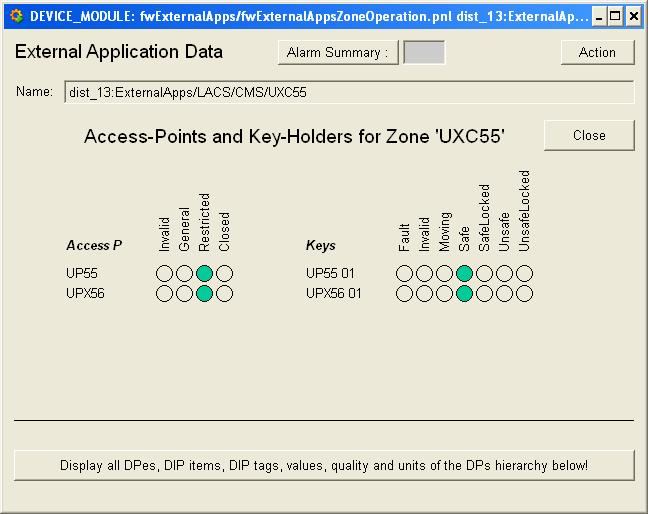 DEVICE_MODULE: fwExternalApps/fwExternalAppsZoneOperation.pnl dist_13:ExternalAp...
External Application Data
Alarm Summary :
Action
Name:
dist_13:ExternalApps/LACS/CMS/UXC55
Access-Points and Key-Holders for Zone 'UXC55'
Close
Access P
Invalid
General
Restricted
Closed
Keys
Fault
Invalid
Moving
Safe
SafeLocked
Unsafe
UnsafeLocked
UP55
UP55 01
UPX56
UPX56 01
Display all DPes, DIP items, DIP tags, values, quality and units of the DPs hierarchy below!